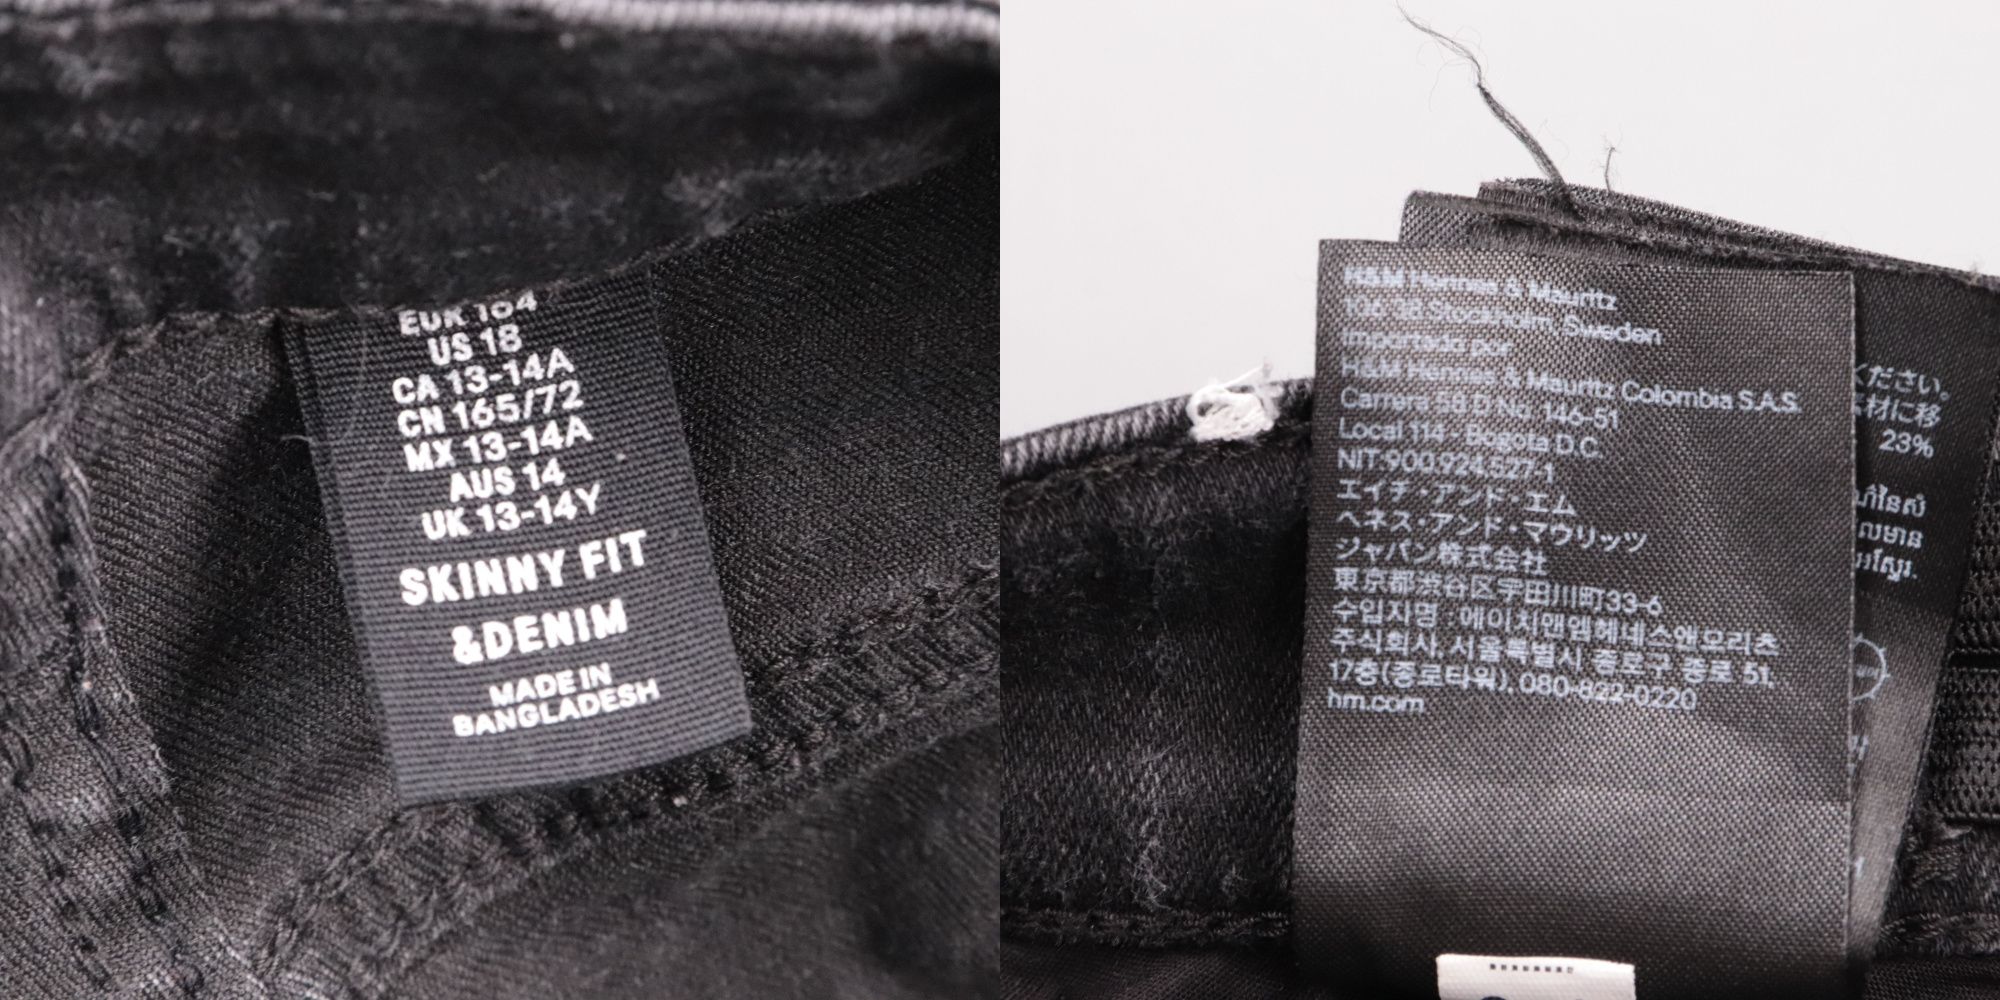 EUR 164
US 18
CA 13-14A
CN 165/72
MX 13-14A
AUS 14
UK 13-14Y
SKINNY FIT
&DENIM
MADE IN
BANGLADESH
H&M Hennes & Mauritz
106 38 Stockholm, Sweden
Importado por
H&M Hennes & Mauritz Colombia S.A.S.
Carrera 58 D No. 146-51
Local 114 - Bogota D.C.
NIT:900.924.527-1
エイチ・アンド・エム
ヘネス・アンド・マウリッツ
ジャパン株式会社
東京都渋谷区宇田川町33-6
수입자명 : 에이치앤엠헤네스앤모리츠
주식회사, 서울특별시 종로구 종로 51,
17층(종로타워), 080-822-0220
hm.com
ください。
材に移
23%